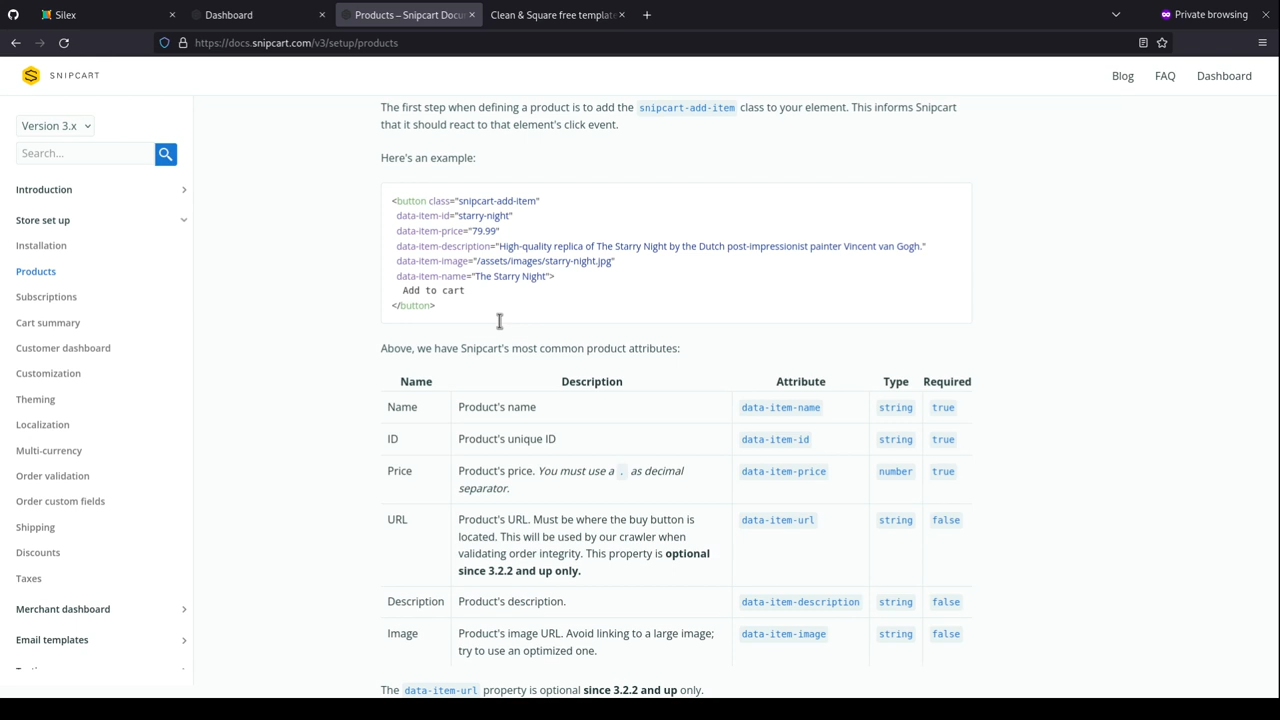 Silex
Dashboard
Products – Snipcart Docu
Clean & Square free template
Private browsing
https://docs.snipcart.com/v3/setup/products
SNIPCART
Blog
FAQ
Dashboard
Version 3.x
Search...
Introduction
Store set up
Installation
Products
Subscriptions
Cart summary
Customer dashboard
Customization
Theming
Localization
Multi-currency
Order validation
Order custom fields
Shipping
Discounts
Taxes
Merchant dashboard
Email templates
The first step when defining a product is to add the snipcart-add-item class to your element. This informs Snipcart
that it should react to that element's click event.
Here's an example:
<button class="snipcart-add-item"
data-item-id="starry-night"
data-item-price="79.99"
data-item-description="High-quality replica of The Starry Night by the Dutch post-impressionist painter Vincent van Gogh."
data-item-image="/assets/images/starry-night.jpg"
data-item-name="The Starry Night">
Add to cart
</button>
Above, we have Snipcart's most common product attributes:
Name Description Attribute Type Required
Name Product's name data-item-name string true
ID Product's unique ID data-item-id string true
Price Product's price. You must use a . as decimal data-item-price number true
separator.
URL Product's URL. Must be where the buy button is data-item-url string false
located. This will be used by our crawler when
validating order integrity. This property is optional
since 3.2.2 and up only.
Description Product's description. data-item-description string false
Image Product's image URL. Avoid linking to a large image; data-item-image string false
try to use an optimized one.
The data-item-url property is optional since 3.2.2 and up only.